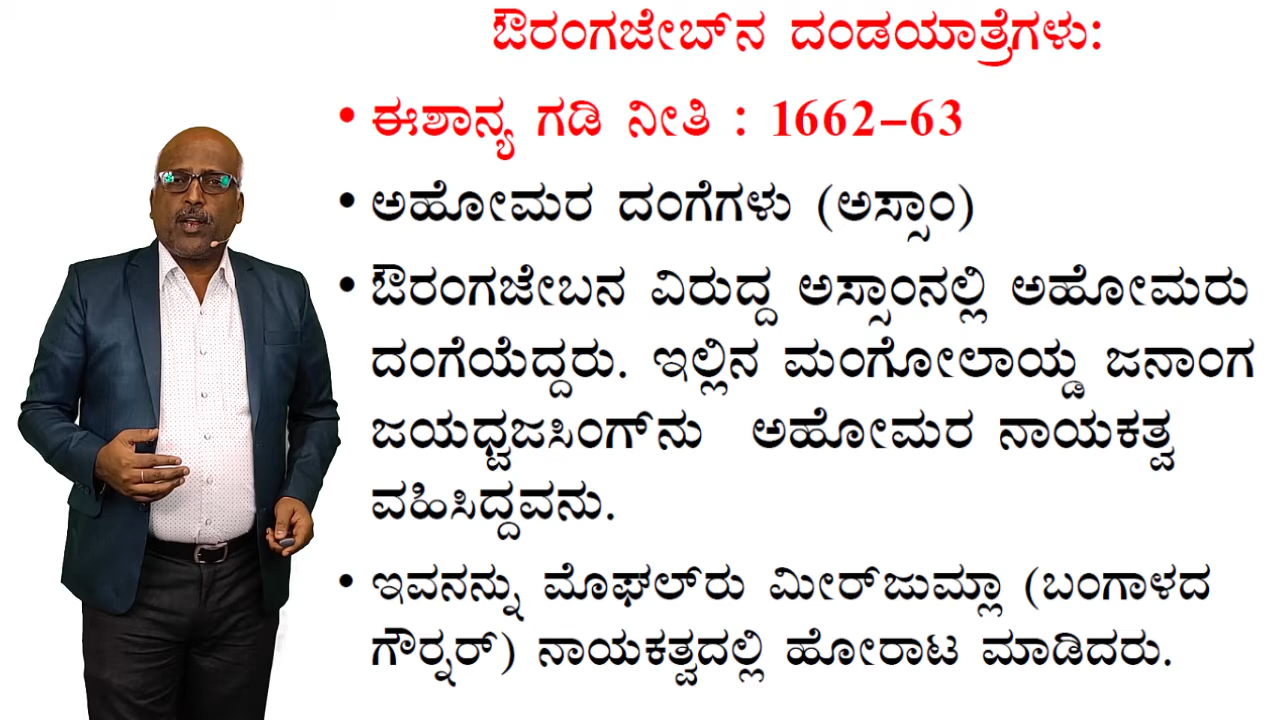 ಔರಂಗಜೇಬ್‌ನ ದಂಡಯಾತ್ರೆಗಳು:
• ಈಶಾನ್ಯ ಗಡಿ ನೀತಿ : 1662–63
• ಅಹೋಮರ ದಂಗೆಗಳು (ಅಸ್ಸಾಂ)
• ಔರಂಗಜೇಬನ ವಿರುದ್ದ ಅಸ್ಸಾಂನಲ್ಲಿ ಅಹೋಮರು
ದಂಗೆಯೆದ್ದರು. ಇಲ್ಲಿನ ಮಂಗೋಲಾಯ್ಡ ಜನಾಂಗ
ಜಯಧ್ವಜಸಿಂಗ್‌ನು ಅಹೋಮರ ನಾಯಕತ್ವ
ವಹಿಸಿದ್ದವನು.
• ಇವನನ್ನು ಮೊಘಲ್‌ರು ಮೀರ್‌ಜುಮ್ಲಾ (ಬಂಗಾಳದ
ಗೌರ‍್ನರ್) ನಾಯಕತ್ವದಲ್ಲಿ ಹೋರಾಟ ಮಾಡಿದರು.